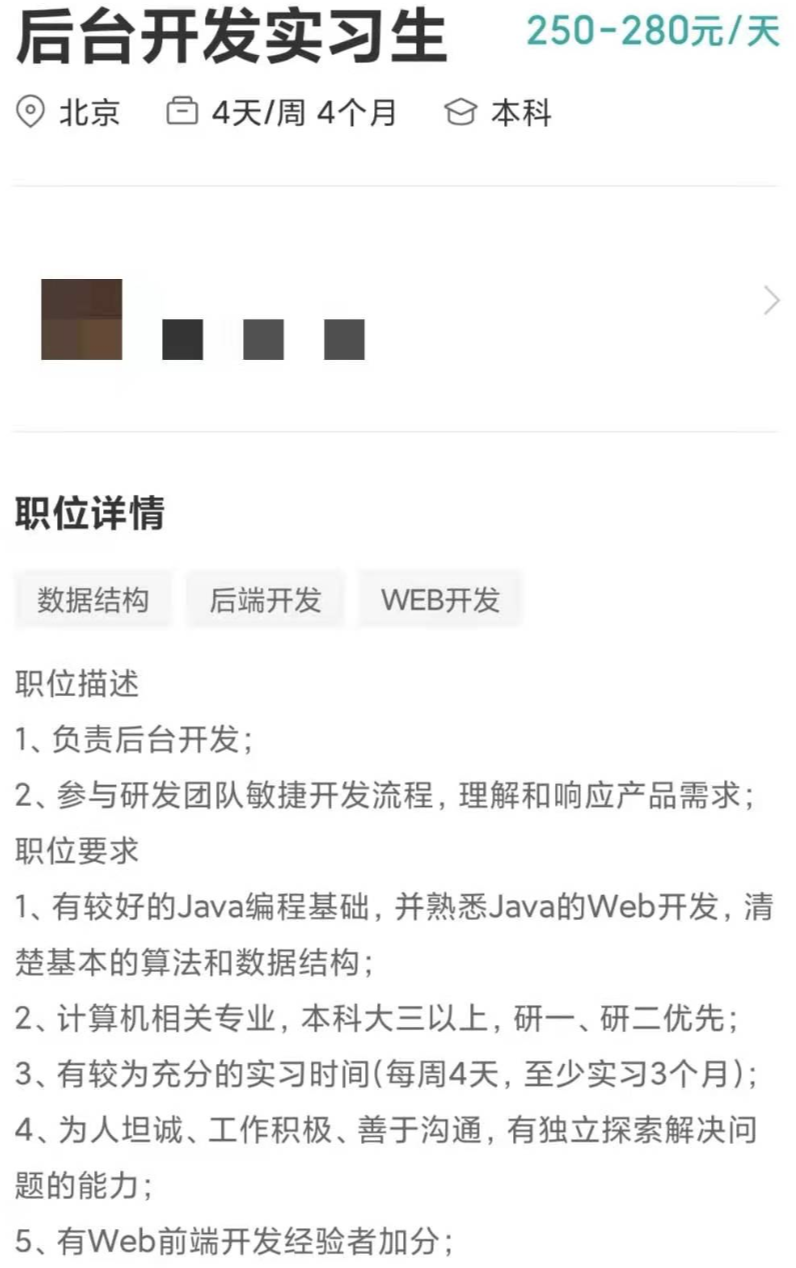 后台开发实习生 250-280元/天
北京 4天/周 4个月 本科
职位详情
数据结构 后端开发 WEB开发
职位描述
1、负责后台开发；
2、参与研发团队敏捷开发流程，理解和响应产品需求；
职位要求
1、有较好的Java编程基础，并熟悉Java的Web开发，清
楚基本的算法和数据结构；
2、计算机相关专业，本科大三以上，研一、研二优先；
3、有较为充分的实习时间(每周4天，至少实习3个月)；
4、为人坦诚、工作积极、善于沟通，有独立探索解决问
题的能力；
5、有Web前端开发经验者加分；